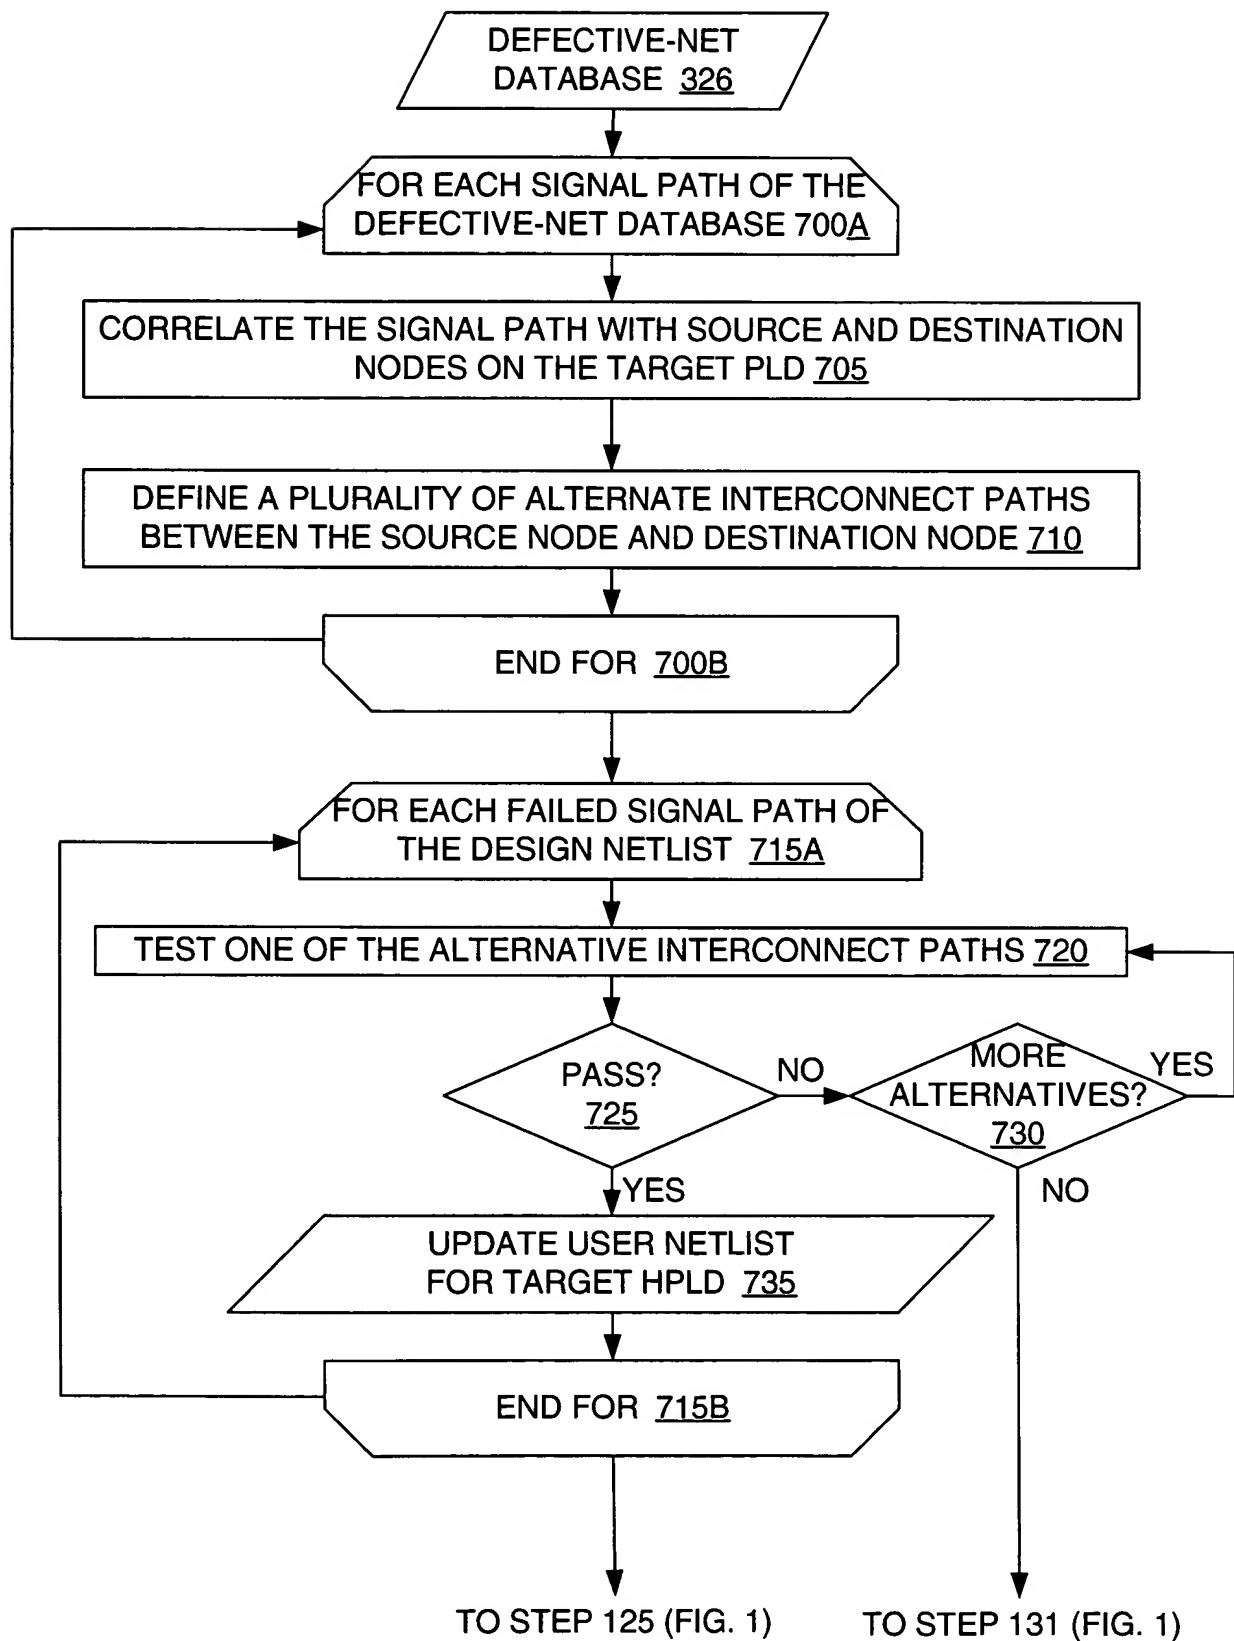 DEFECTIVE-NET
DATABASE 326
FOR EACH SIGNAL PATH OF THE
DEFECTIVE-NET DATABASE 700A
CORRELATE THE SIGNAL PATH WITH SOURCE AND DESTINATION
NODES ON THE TARGET PLD 705
DEFINE A PLURALITY OF ALTERNATE INTERCONNECT PATHS
BETWEEN THE SOURCE NODE AND DESTINATION NODE 710
END FOR 700B
FOR EACH FAILED SIGNAL PATH OF
THE DESIGN NETLIST 715A
TEST ONE OF THE ALTERNATIVE INTERCONNECT PATHS 720
PASS?
725
NO
MORE
ALTERNATIVES?
730
YES
YES
NO
UPDATE USER NETLIST
FOR TARGET HPLD 735
END FOR 715B
TO STEP 125 (FIG. 1)
TO STEP 131 (FIG. 1)